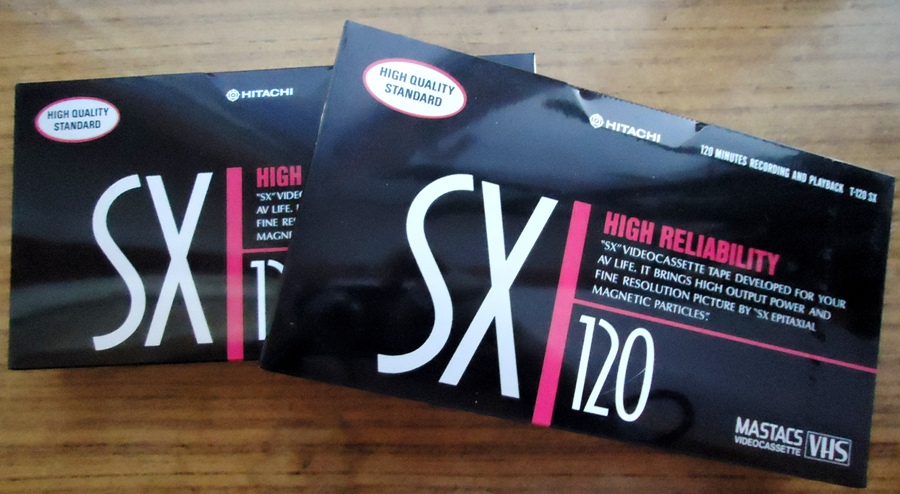 HIGH QUALITY
STANDARD
HITACHI
SX
HIGH
"SX" VIDEO
AV LIFE.
FINE RE
MAGNE
HIGH QUALITY
STANDARD
HITACHI
120 MINUTES RECORDING AND PLAYBACK T-120 SX
SX
HIGH RELIABILITY
"SX" VIDEOCASSETTE TAPE DEVELOPED FOR YOUR
AV LIFE. IT BRINGS HIGH OUTPUT POWER AND
FINE RESOLUTION PICTURE BY "SX EPITAXIAL
MAGNETIC PARTICLES".
120
MASTACS
VIDEOCASSETTE VHS